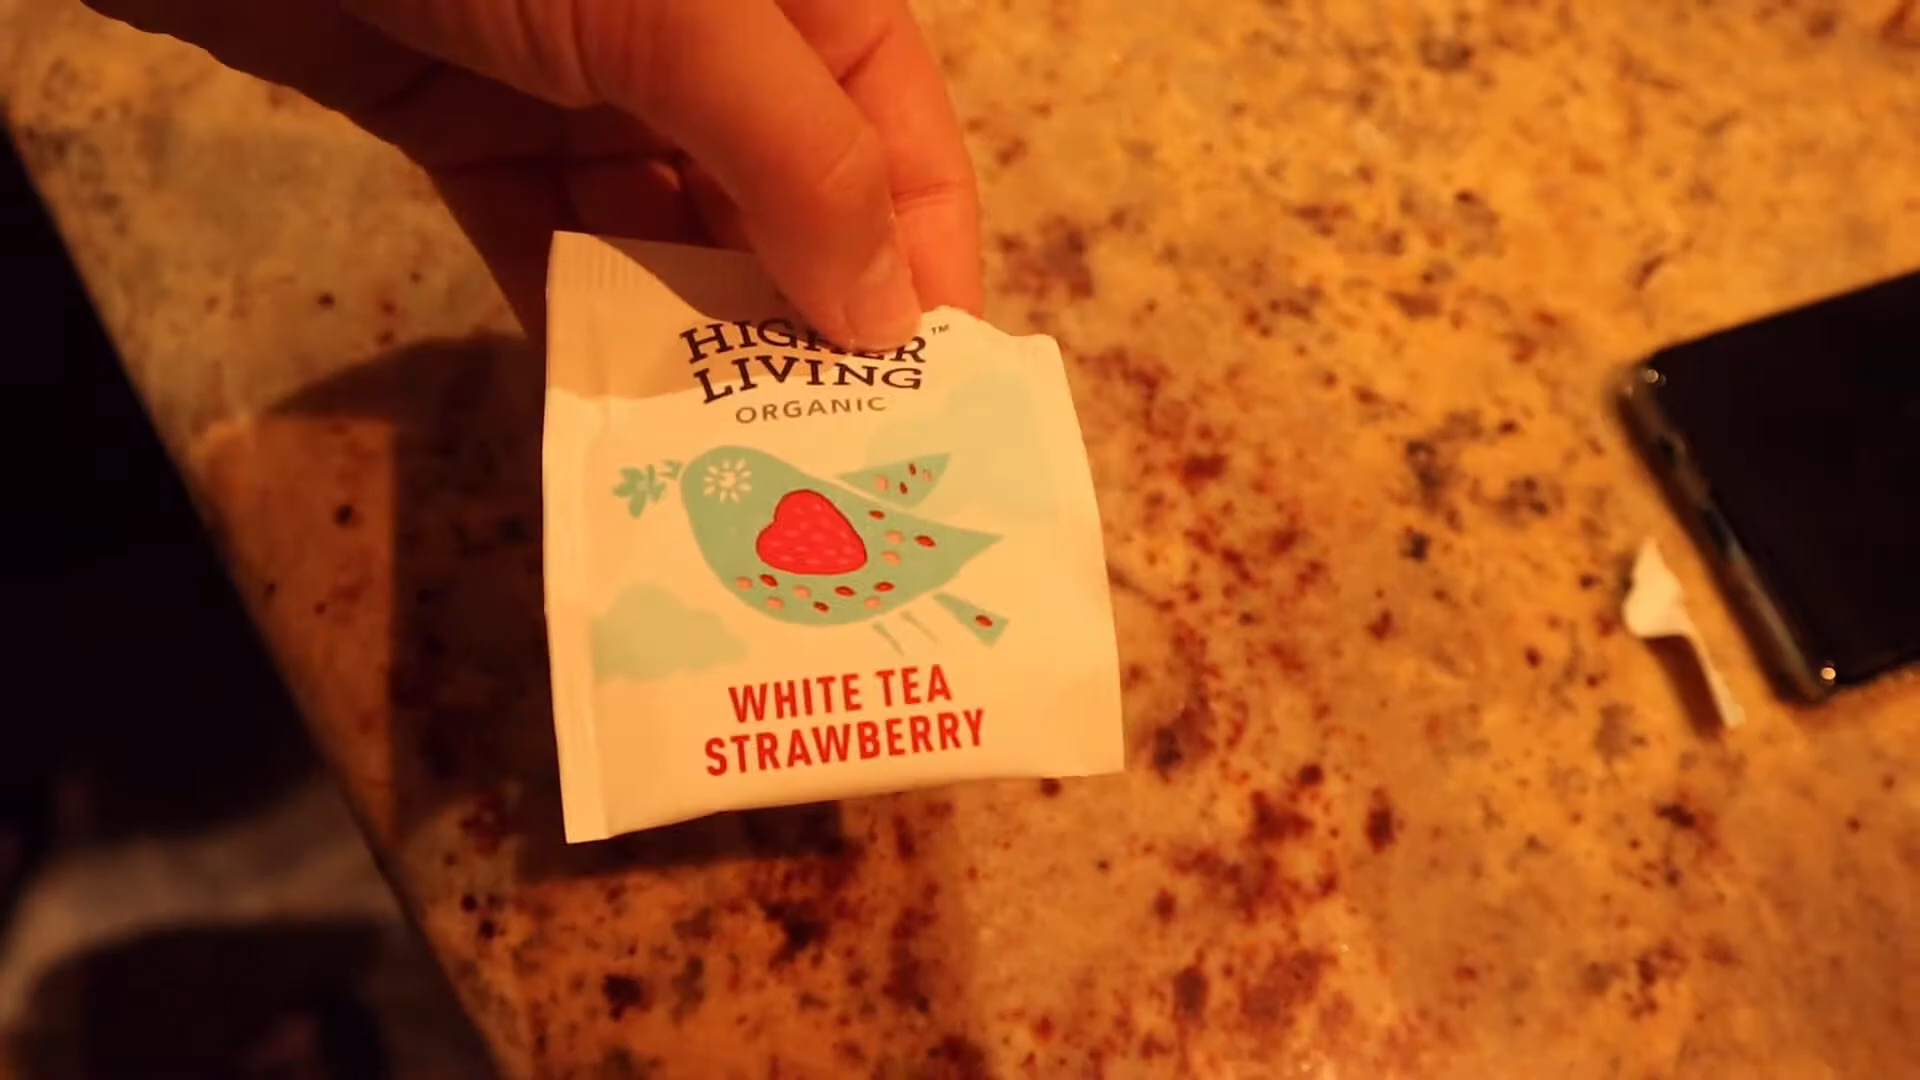 HIGHER™
LIVING
ORGANIC
WHITE TEA
STRAWBERRY